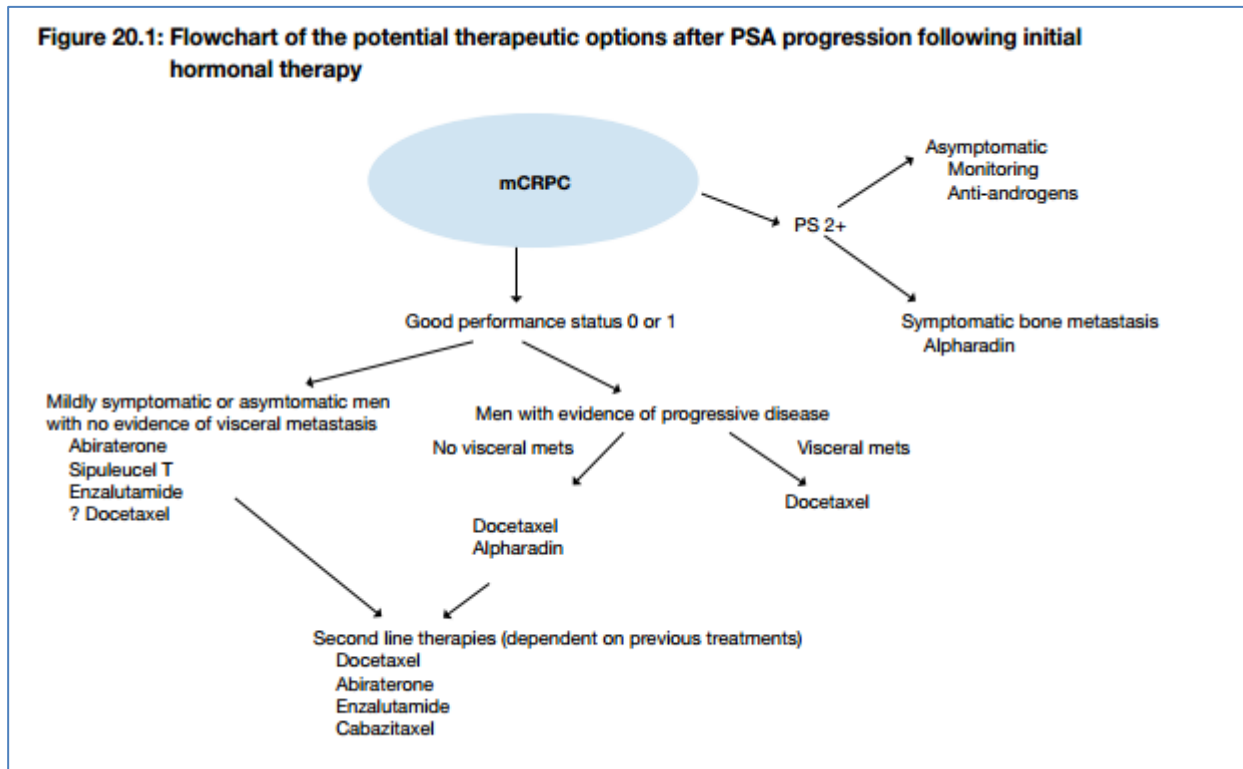 Figure 20.1: Flowchart of the potential therapeutic options after PSA progression following initial
hormonal therapy
mCRPC
Asymptomatic
Monitoring
Anti-androgens
PS 2+
Symptomatic bone metastasis
Alpharadin
Good performance status 0 or 1
Mildly symptomatic or asymtomatic men
with no evidence of visceral metastasis
Abiraterone
Sipuleucel T
Enzalutamide
? Docetaxel
Men with evidence of progressive disease
No visceral mets
Visceral mets
Docetaxel
Docetaxel
Alpharadin
Second line therapies (dependent on previous treatments)
Docetaxel
Abiraterone
Enzalutamide
Cabazitaxel